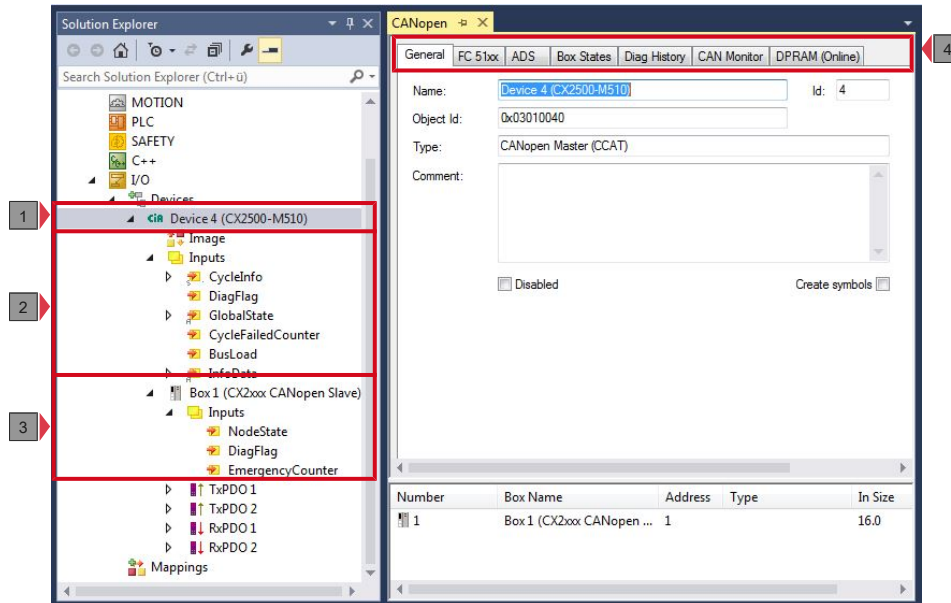 Solution Explorer
Search Solution Explorer (Ctrl+ü)
MOTION
PLC
SAFETY
C++
I/O
Devices
1
CiA Device 4 (CX2500-M510)
Image
Inputs
CycleInfo
2
DiagFlag
GlobalState
CycleFailedCounter
BusLoad
InfoData
Box 1 (CX2xxx CANopen Slave)
3
Inputs
NodeState
DiagFlag
EmergencyCounter
TxPDO 1
TxPDO 2
RxPDO 1
RxPDO 2
Mappings
CANopen
General FC 51xx ADS Box States Diag History CAN Monitor DPRAM (Online)
4
Name: Device 4 (CX2500-M510) Id: 4
Object Id: 0x03010040
Type: CANopen Master (CCAT)
Comment:
Disabled Create symbols
Number Box Name Address Type In Size
1 Box 1 (CX2xxx CANopen ... 1 16.0